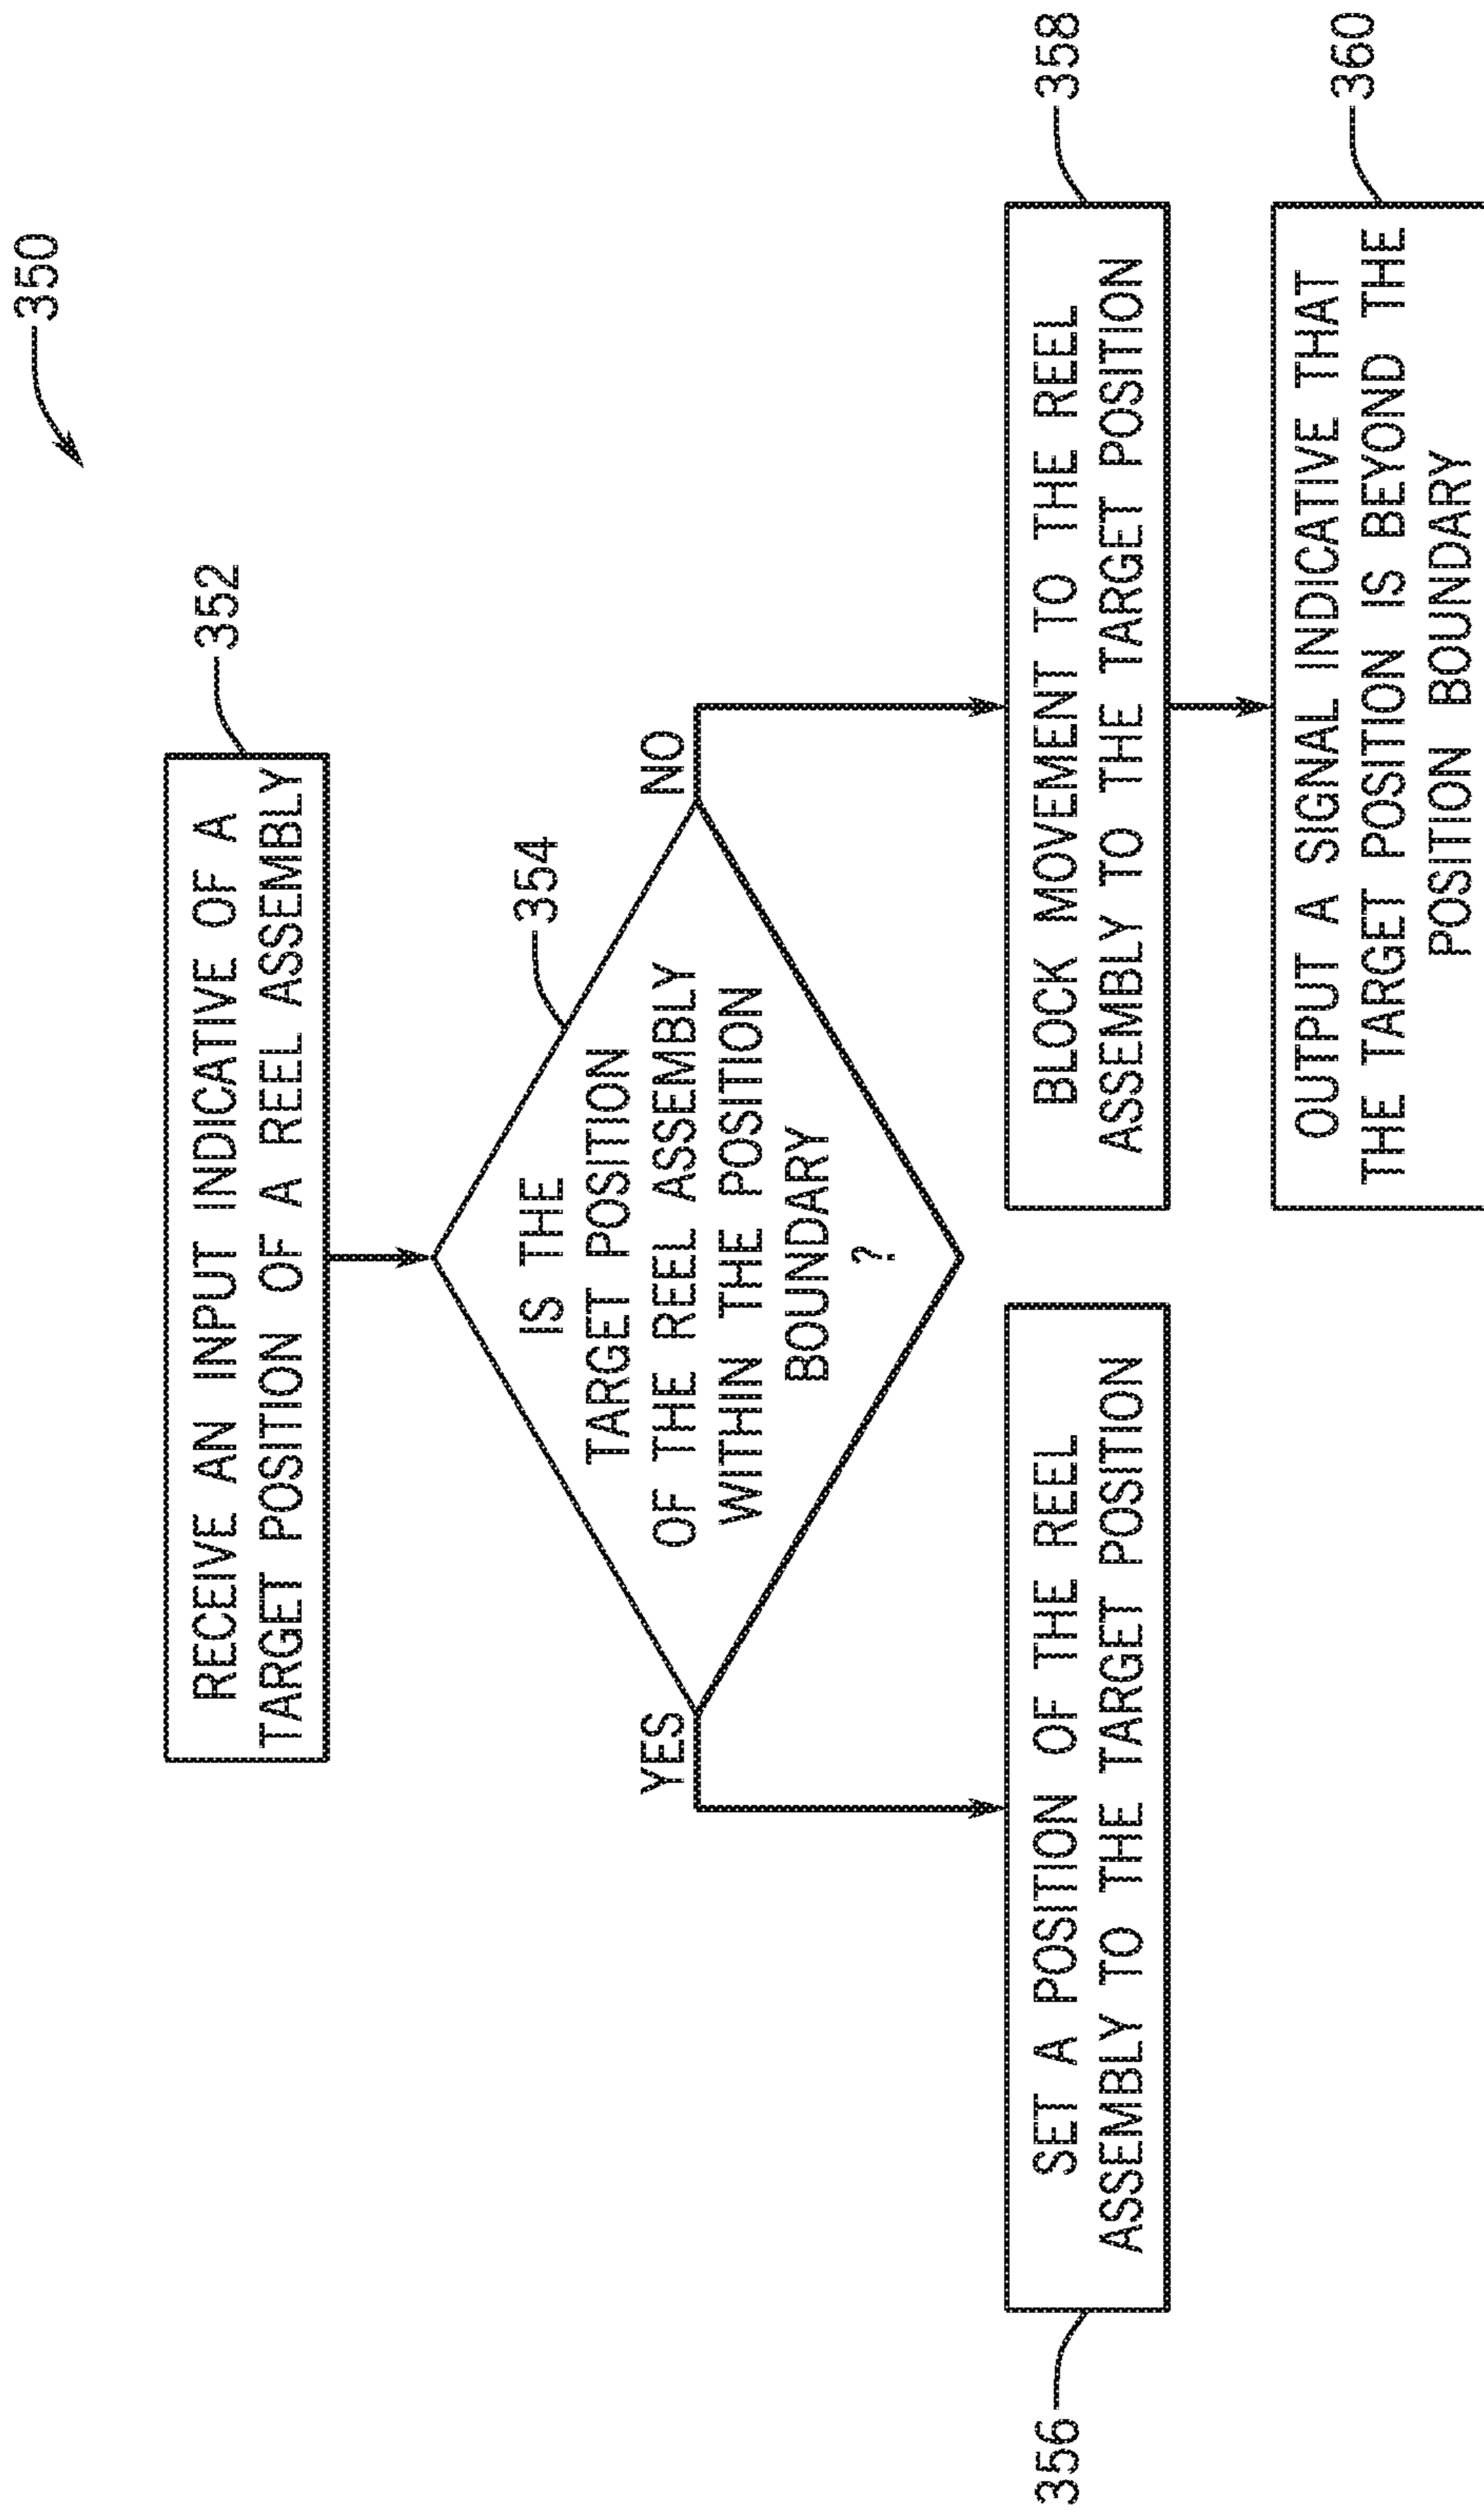 350
352
RECEIVE AN INPUT INDICATIVE OF A
TARGET POSITION OF A REEL ASSEMBLY
354
IS THE
TARGET POSITION
OF THE REEL ASSEMBLY
WITHIN THE POSITION
BOUNDARY
?
YES
NO
356
SET A POSITION OF THE REEL
ASSEMBLY TO THE TARGET POSITION
358
BLOCK MOVEMENT TO THE REEL
ASSEMBLY TO THE TARGET POSITION
360
OUTPUT A SIGNAL INDICATIVE THAT
THE TARGET POSITION IS BEYOND THE
POSITION BOUNDARY